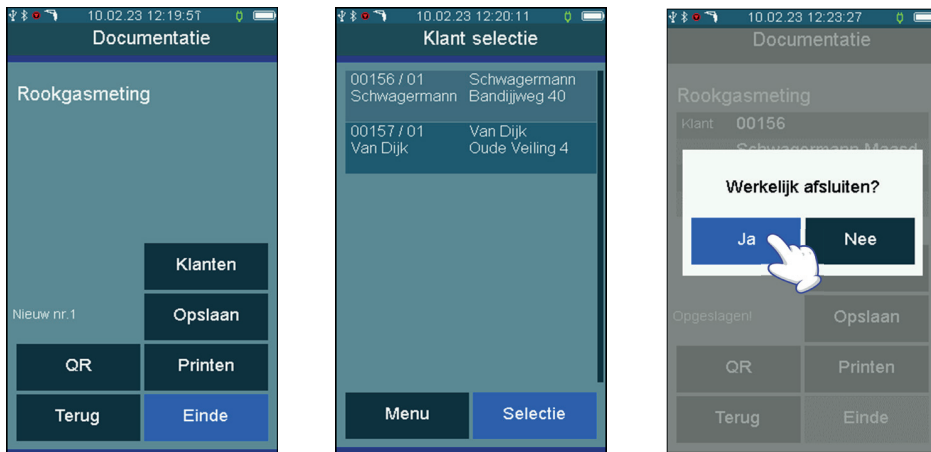 10.02.23 12:19:57
Documentatie
Rookgasmeting
Klanten
Nieuw nr.1
Opslaan
QR
Printen
Terug
Einde
10.02.23 12:20:11
Klant selectie
00156 / 01 Schwagermann
Schwagermann Bandijjweg 40
00157 / 01 Van Dijk
Van Dijk Oude Veiling 4
Menu
Selectie
10.02.23 12:23:27
Documentatie
Rookgasmeting
Klant 00156
Schwagermann Maasd
Werkelijk afsluiten?
Ja
Nee
Opgeslagen!
Opslaan
QR
Printen
Terug
Einde